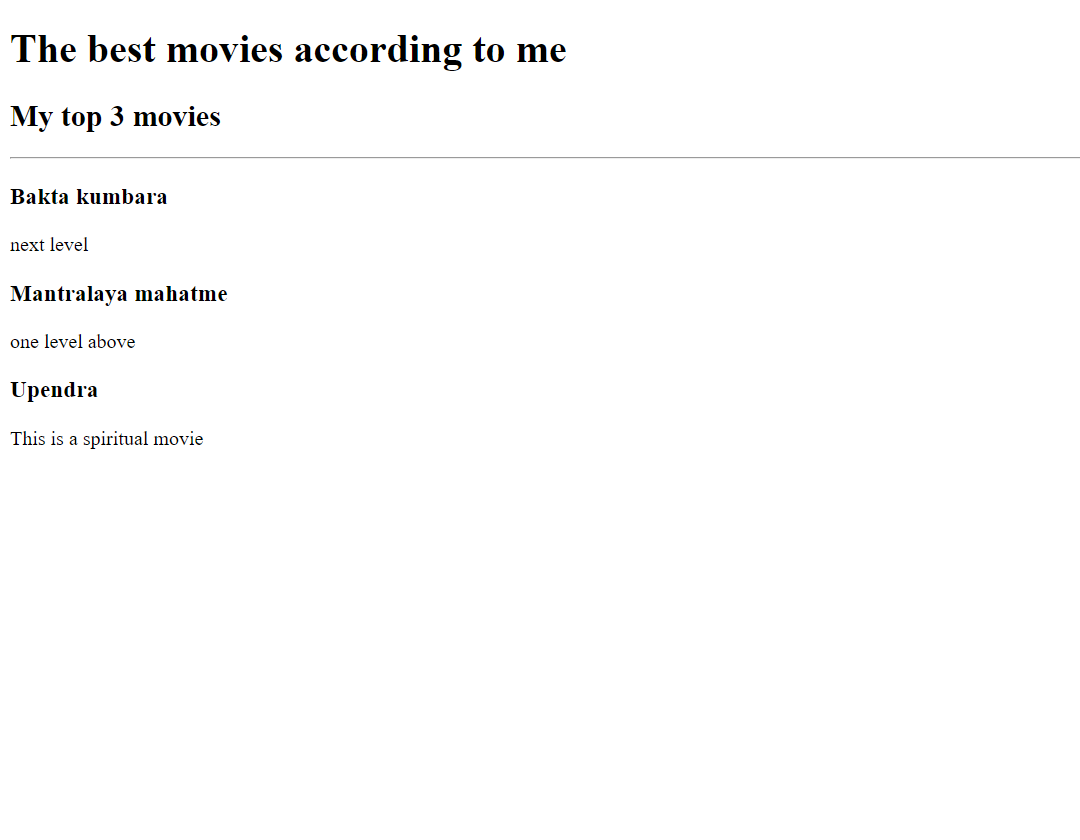 The best movies according to me
My top 3 movies
Bakta kumbara
next level
Mantralaya mahatme
one level above
Upendra
This is a spiritual movie